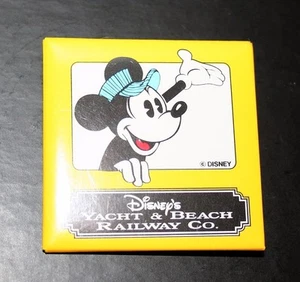 © DISNEY
DISNEY'S
YACHT & BEACH
RAILWAY CO.